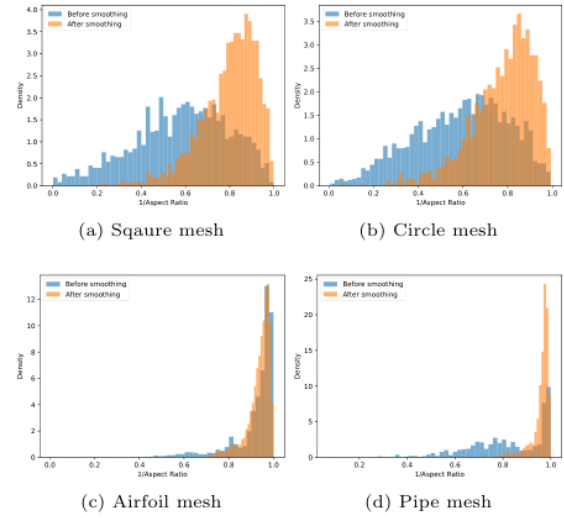 4.0
3.5
3.0
2.5
2.0
1.5
1.0
0.5
0.0
Density
Before smoothing
After smoothing
0.0 0.2 0.4 0.6 0.8 1.0
1/Aspect Ratio
(a) Sqaure mesh
3.5
3.0
2.5
2.0
1.5
1.0
0.5
0.0
Density
Before smoothing
After smoothing
0.0 0.2 0.4 0.6 0.8 1.0
1/Aspect Ratio
(b) Circle mesh
12
10
8
6
4
2
0
Density
Before smoothing
After smoothing
0.0 0.2 0.4 0.6 0.8 1.0
1/Aspect Ratio
(c) Airfoil mesh
25
20
15
10
5
0
Density
Before smoothing
After smoothing
0.0 0.2 0.4 0.6 0.8 1.0
1/Aspect Ratio
(d) Pipe mesh